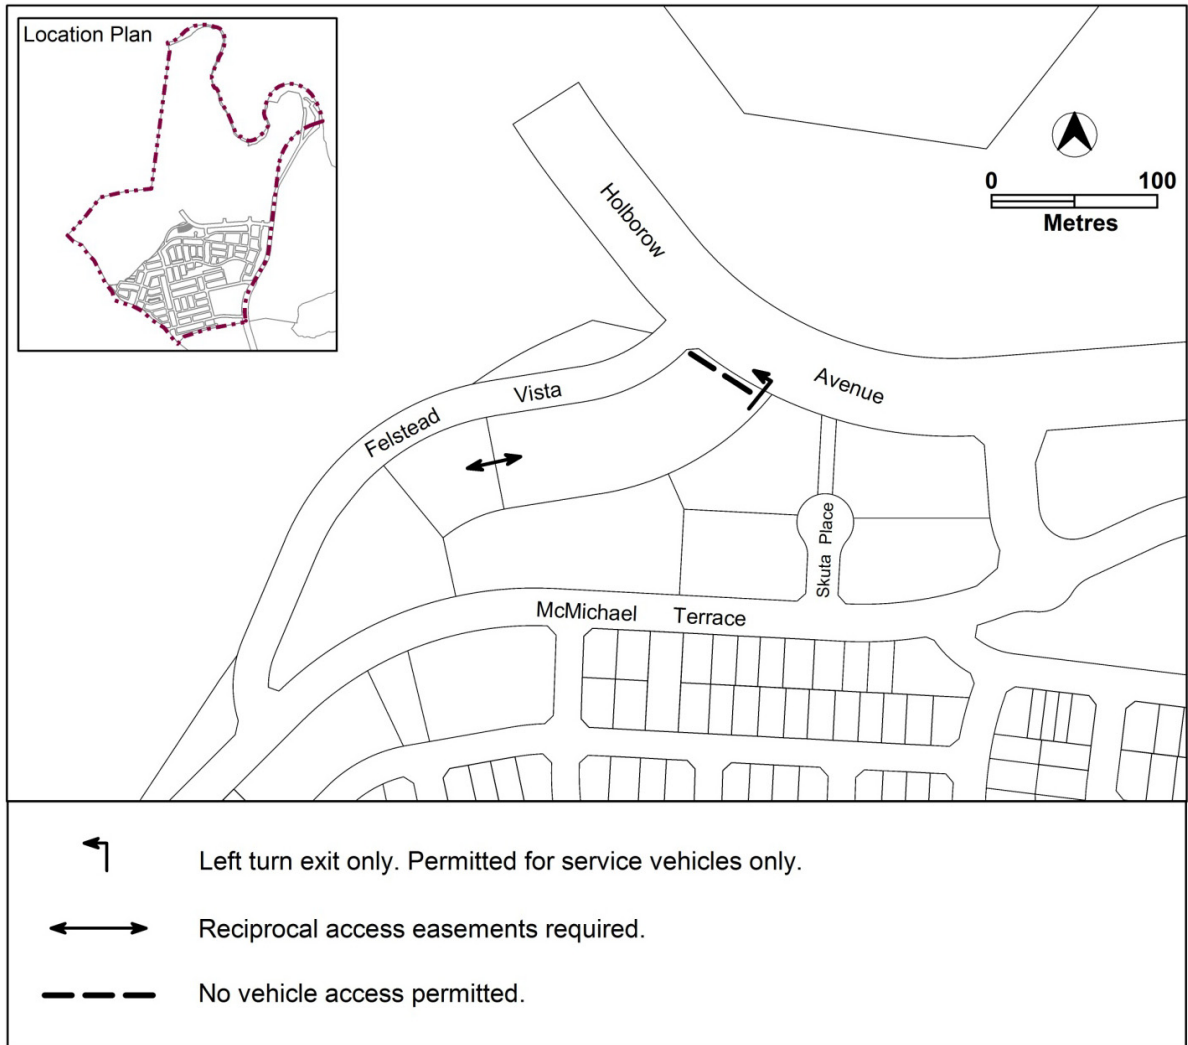 Location Plan
0 100
Metres
Holborow
Avenue
Felstead Vista
Skuta Place
McMichael Terrace
Left turn exit only. Permitted for service vehicles only.
Reciprocal access easements required.
No vehicle access permitted.